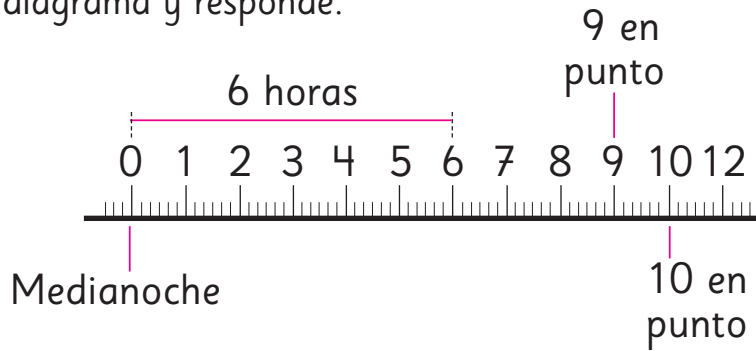 diagrama y responde.
9 en
punto
6 horas
0 1 2 3 4 5 6 7 8 9 10 12
Medianoche
10 en
punto